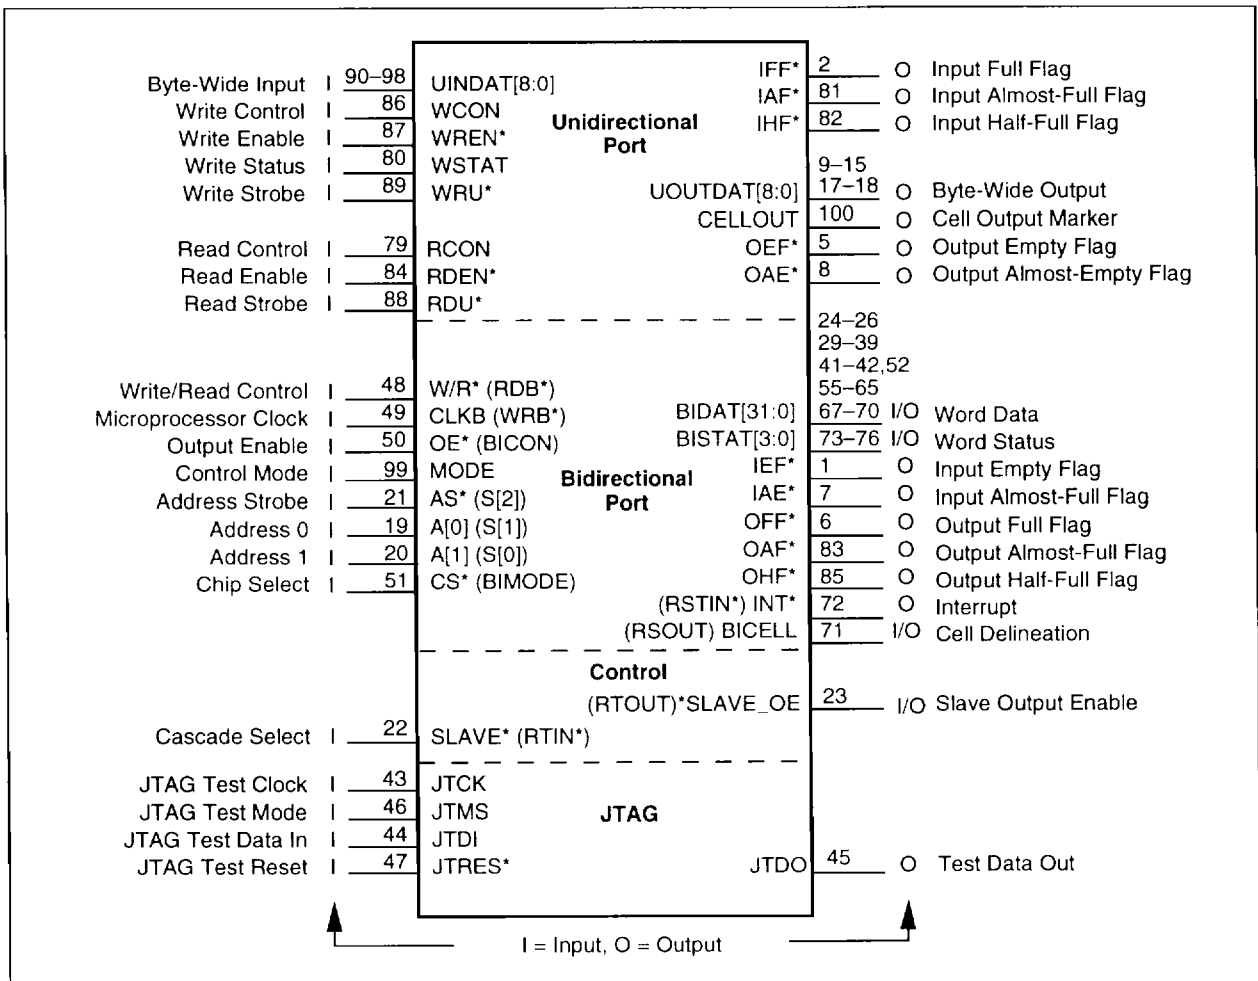 Byte-Wide Input I 90–98 UINDAT[8:0]
Write Control I 86 WCON
Write Enable I 87 WREN*
Write Status I 80 WSTAT
Write Strobe I 89 WRU*
Read Control I 79 RCON
Read Enable I 84 RDEN*
Read Strobe I 88 RDU*
Unidirectional
Port
IFF* 2 O Input Full Flag
IAF* 81 O Input Almost-Full Flag
IHF* 82 O Input Half-Full Flag
9–15
UOUTDAT[8:0] 17–18 O Byte-Wide Output
CELLOUT 100 O Cell Output Marker
OEF* 5 O Output Empty Flag
OAE* 8 O Output Almost-Empty Flag
Write/Read Control I 48 W/R* (RDB*)
Microprocessor Clock I 49 CLKB (WRB*)
Output Enable I 50 OE* (BICON)
Control Mode I 99 MODE
Address Strobe I 21 AS* (S[2])
Address 0 I 19 A[0] (S[1])
Address 1 I 20 A[1] (S[0])
Chip Select I 51 CS* (BIMODE)
Bidirectional
Port
24–26
29–39
41–42,52
55–65
BIDAT[31:0] 67–70 I/O Word Data
BISTAT[3:0] 73–76 I/O Word Status
IEF* 1 O Input Empty Flag
IAE* 7 O Input Almost-Full Flag
OFF* 6 O Output Full Flag
OAF* 83 O Output Almost-Full Flag
OHF* 85 O Output Half-Full Flag
(RSTIN*) INT* 72 O Interrupt
(RSOUT) BICELL 71 I/O Cell Delineation
Control
(RTOUT)*SLAVE_OE 23 I/O Slave Output Enable
Cascade Select I 22 SLAVE* (RTIN*)
JTAG Test Clock I 43 JTCK
JTAG Test Mode I 46 JTMS
JTAG Test Data In I 44 JTDI
JTAG Test Reset I 47 JTRES*
JTAG
JTDO 45 O Test Data Out
I = Input, O = Output